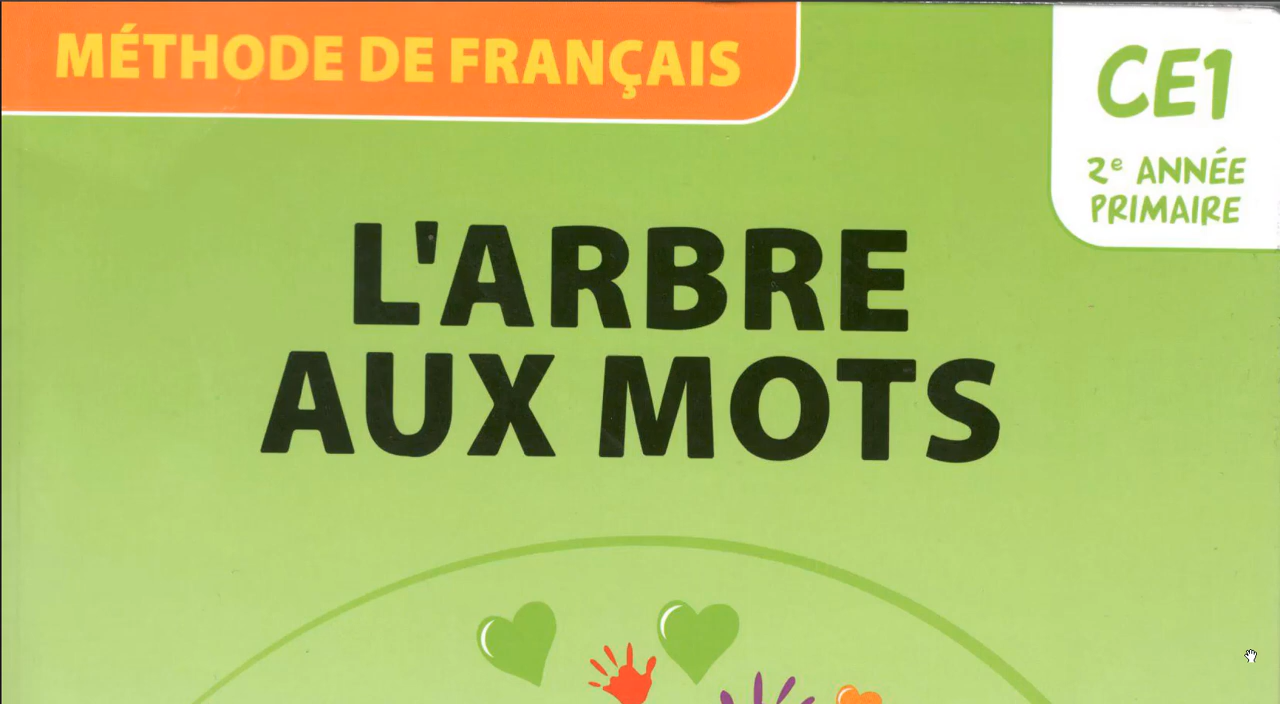 MÉTHODE DE FRANÇAIS
CE1
2e ANNÉE
PRIMAIRE
L'ARBRE
AUX MOTS